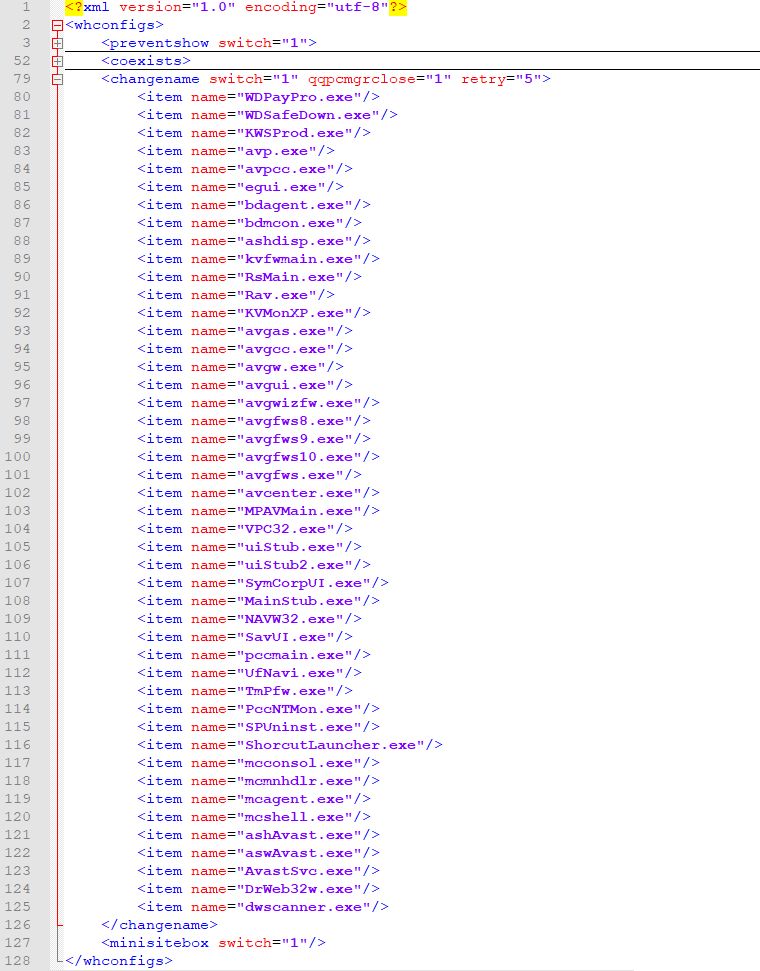 1 <?xml version="1.0" encoding="utf-8"?>
2 <whconfigs>
3 <preventshow switch="1">
52 <coexists>
79 <changename switch="1" qqpcmgrclose="1" retry="5">
80 <item name="WDPayPro.exe"/>
81 <item name="WDSafeDown.exe"/>
82 <item name="KWSProd.exe"/>
83 <item name="avp.exe"/>
84 <item name="avpcc.exe"/>
85 <item name="egui.exe"/>
86 <item name="bdagent.exe"/>
87 <item name="bdmcon.exe"/>
88 <item name="ashdisp.exe"/>
89 <item name="kvfwmain.exe"/>
90 <item name="RsMain.exe"/>
91 <item name="Rav.exe"/>
92 <item name="KVMonXP.exe"/>
93 <item name="avgas.exe"/>
94 <item name="avgcc.exe"/>
95 <item name="avgw.exe"/>
96 <item name="avgui.exe"/>
97 <item name="avgwizfw.exe"/>
98 <item name="avgfws8.exe"/>
99 <item name="avgfws9.exe"/>
100 <item name="avgfws10.exe"/>
101 <item name="avgfws.exe"/>
102 <item name="avcenter.exe"/>
103 <item name="MPAVMain.exe"/>
104 <item name="VPC32.exe"/>
105 <item name="uiStub.exe"/>
106 <item name="uiStub2.exe"/>
107 <item name="SymCorpUI.exe"/>
108 <item name="MainStub.exe"/>
109 <item name="NAVW32.exe"/>
110 <item name="SavUI.exe"/>
111 <item name="pccmain.exe"/>
112 <item name="UfNavi.exe"/>
113 <item name="TmPfw.exe"/>
114 <item name="PccNTMon.exe"/>
115 <item name="SPUninst.exe"/>
116 <item name="ShorcutLauncher.exe"/>
117 <item name="mcconsol.exe"/>
118 <item name="mcmnhdlr.exe"/>
119 <item name="mcagent.exe"/>
120 <item name="mcshell.exe"/>
121 <item name="ashAvast.exe"/>
122 <item name="aswAvast.exe"/>
123 <item name="AvastSvc.exe"/>
124 <item name="DrWeb32w.exe"/>
125 <item name="dwscanner.exe"/>
126 </changename>
127 <minisitebox switch="1"/>
128 </whconfigs>